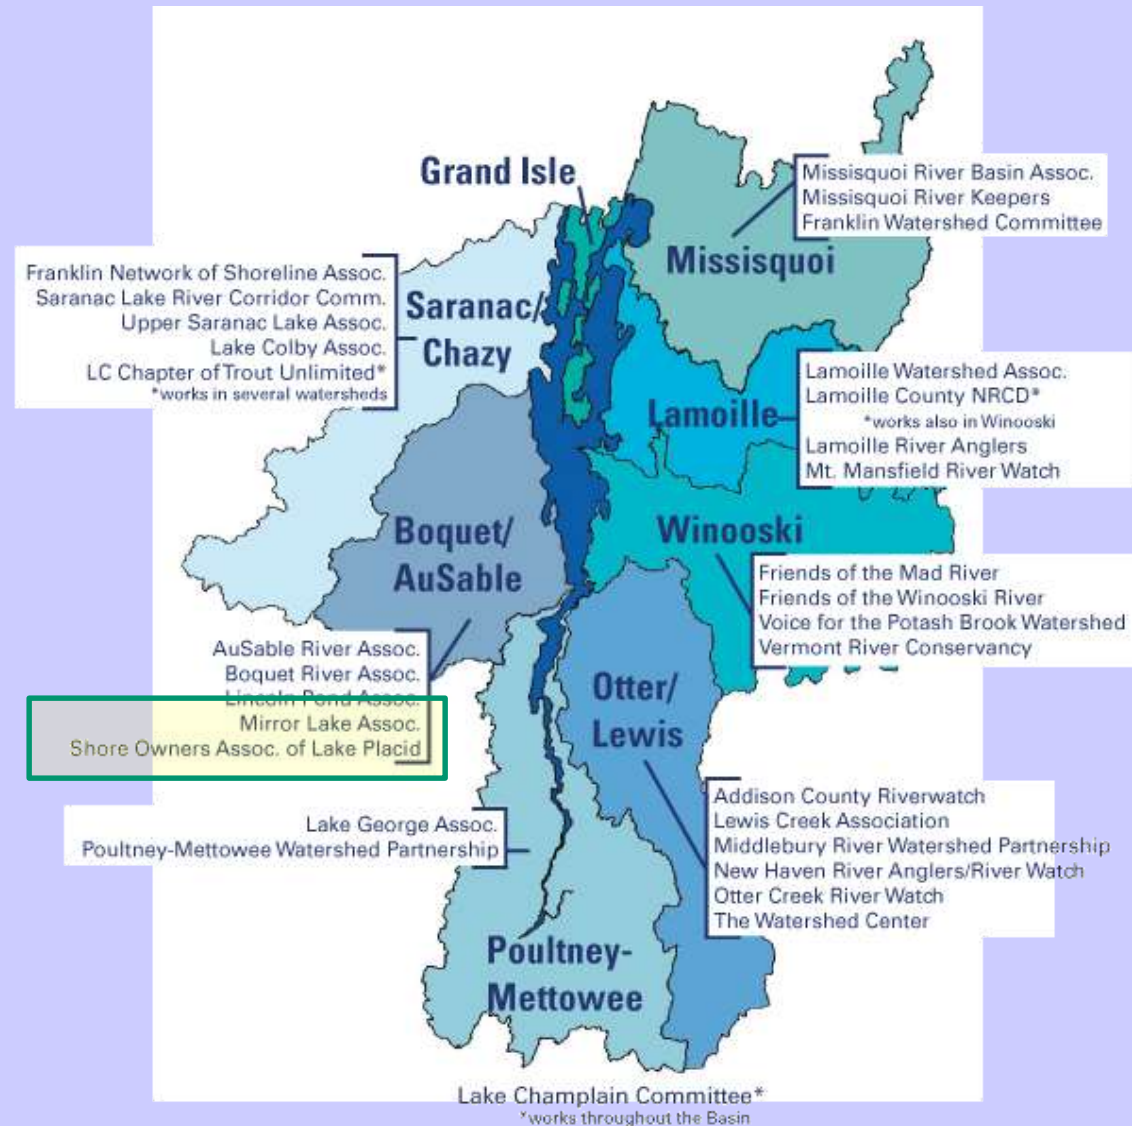 Grand Isle
Missisquoi River Basin Assoc.
Missisquoi River Keepers
Franklin Watershed Committee
Missisquoi
Franklin Network of Shoreline Assoc.
Saranac Lake River Corridor Comm.
Upper Saranac Lake Assoc.
Lake Colby Assoc.
LC Chapter of Trout Unlimited*
*works in several watersheds
Saranac/
Chazy
Lamoille Watershed Assoc.
Lamoille County NRCD*
*works also in Winooski
Lamoille River Anglers
Mt. Mansfield River Watch
Lamoille
Boquet/
AuSable
Winooski
Friends of the Mad River
Friends of the Winooski River
Voice for the Potash Brook Watershed
Vermont River Conservancy
AuSable River Assoc.
Boquet River Assoc.
Lincoln Pond Assoc.
Mirror Lake Assoc.
Shore Owners Assoc. of Lake Placid
Otter/
Lewis
Lake George Assoc.
Poultney-Mettowee Watershed Partnership
Addison County Riverwatch
Lewis Creek Association
Middlebury River Watershed Partnership
New Haven River Anglers/River Watch
Otter Creek River Watch
The Watershed Center
Poultney-
Mettowee
Lake Champlain Committee*
*works throughout the Basin